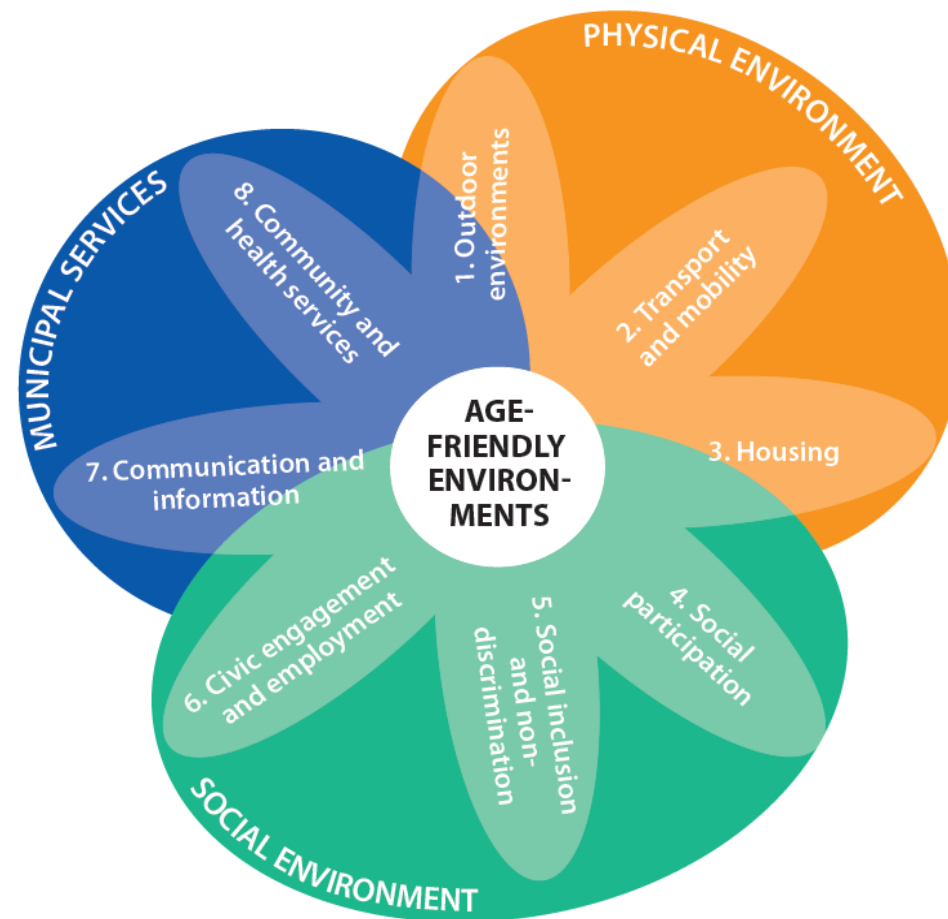 PHYSICAL ENVIRONMENT
MUNICIPAL SERVICES
SOCIAL ENVIRONMENT
AGE-
FRIENDLY
ENVIRON-
MENTS
1. Outdoor
environments
2. Transport
and mobility
3. Housing
4. Social
participation
5. Social inclusion
and non-
discrimination
6. Civic engagement
and employment
7. Communication and
information
8. Community and
health services